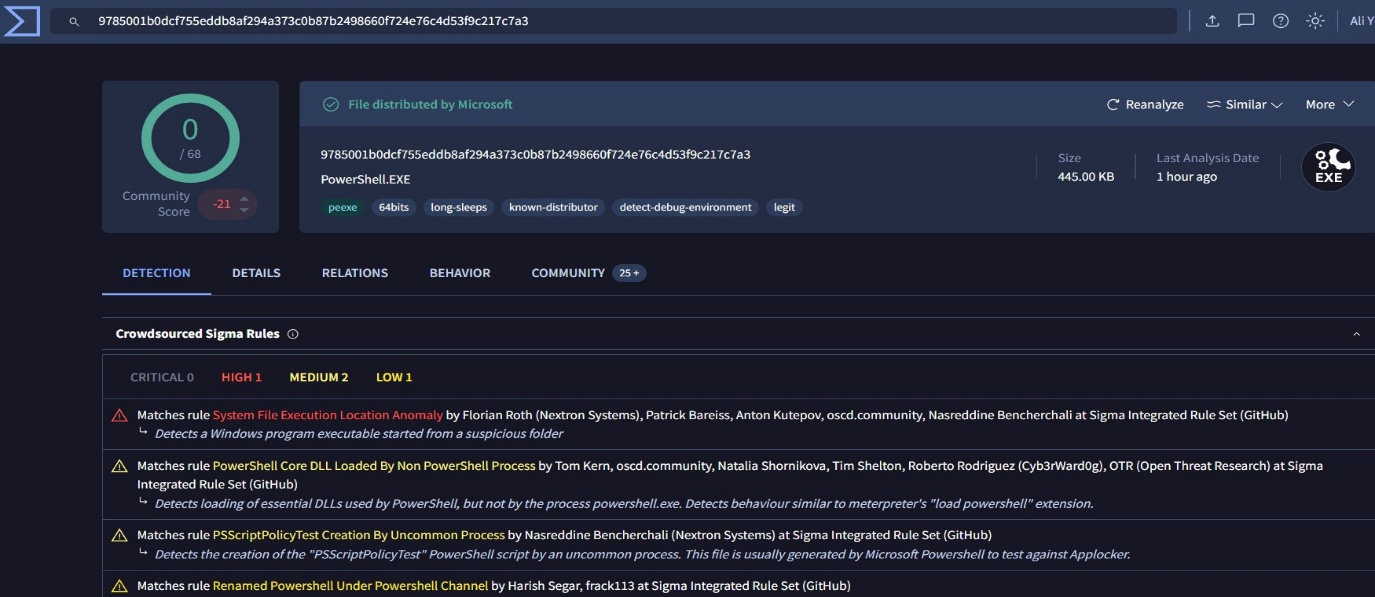 9785001b0dcf755eddb8af294a373c0b87b2498660f724e76c4d53f9c217c7a3
Ali Y
0
/ 68
Community
Score
-21
File distributed by Microsoft
Reanalyze
Similar
More
9785001b0dcf755eddb8af294a373c0b87b2498660f724e76c4d53f9c217c7a3
PowerShell.EXE
Size
445.00 KB
Last Analysis Date
1 hour ago
EXE
peexe 64bits long-sleeps known-distributor detect-debug-environment legit
DETECTION DETAILS RELATIONS BEHAVIOR COMMUNITY 25 +
Crowdsourced Sigma Rules
CRITICAL 0 HIGH 1 MEDIUM 2 LOW 1
Matches rule System File Execution Location Anomaly by Florian Roth (Nextron Systems), Patrick Bareiss, Anton Kutepov, oscd.community, Nasreddine Bencherchali at Sigma Integrated Rule Set (GitHub)
Detects a Windows program executable started from a suspicious folder
Matches rule PowerShell Core DLL Loaded By Non PowerShell Process by Tom Kern, oscd.community, Natalia Shornikova, Tim Shelton, Roberto Rodriguez (Cyb3rWard0g), OTR (Open Threat Research) at Sigma
Integrated Rule Set (GitHub)
Detects loading of essential DLLs used by PowerShell, but not by the process powershell.exe. Detects behaviour similar to meterpreter's "load powershell" extension.
Matches rule PSScriptPolicyTest Creation By Uncommon Process by Nasreddine Bencherchali (Nextron Systems) at Sigma Integrated Rule Set (GitHub)
Detects the creation of the "PSScriptPolicyTest" PowerShell script by an uncommon process. This file is usually generated by Microsoft Powershell to test against Applocker.
Matches rule Renamed Powershell Under Powershell Channel by Harish Segar, frack113 at Sigma Integrated Rule Set (GitHub)